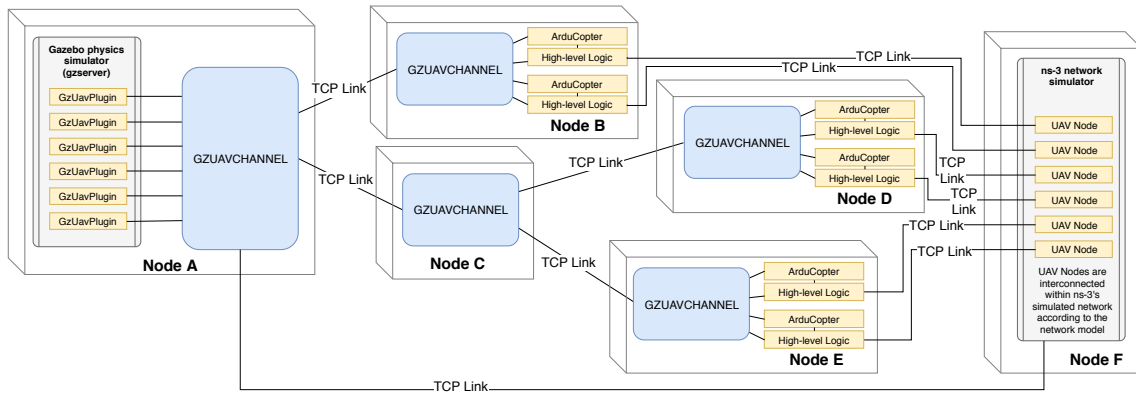 Gazebo physics
simulator
(gzserver)
GzUavPlugin
GzUavPlugin
GzUavPlugin
GzUavPlugin
GzUavPlugin
GzUavPlugin
GZUAVCHANNEL
Node A
TCP Link
TCP Link
GZUAVCHANNEL
ArduCopter
High-level Logic
ArduCopter
High-level Logic
Node B
GZUAVCHANNEL
Node C
TCP Link
TCP Link
GZUAVCHANNEL
ArduCopter
High-level Logic
ArduCopter
High-level Logic
Node D
GZUAVCHANNEL
ArduCopter
High-level Logic
ArduCopter
High-level Logic
Node E
TCP Link
TCP Link
TCP
Link
TCP
Link
TCP Link
TCP Link
ns-3 network
simulator
UAV Node
UAV Node
UAV Node
UAV Node
UAV Node
UAV Node
UAV Nodes are
interconnected
within ns-3's
simulated network
according to the
network model
Node F
TCP Link